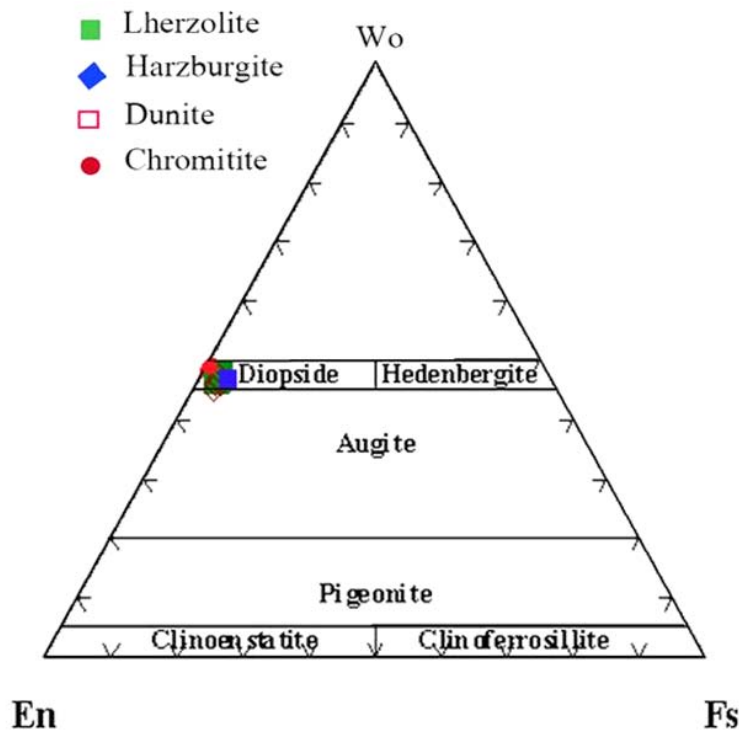 Lherzolite
Wo
Harzburgite
Dunite
Chromitite
Diopside
Hedenbergite
Augite
Pigeonite
Clinoenstatite
Clinoferrosillite
En
Fs